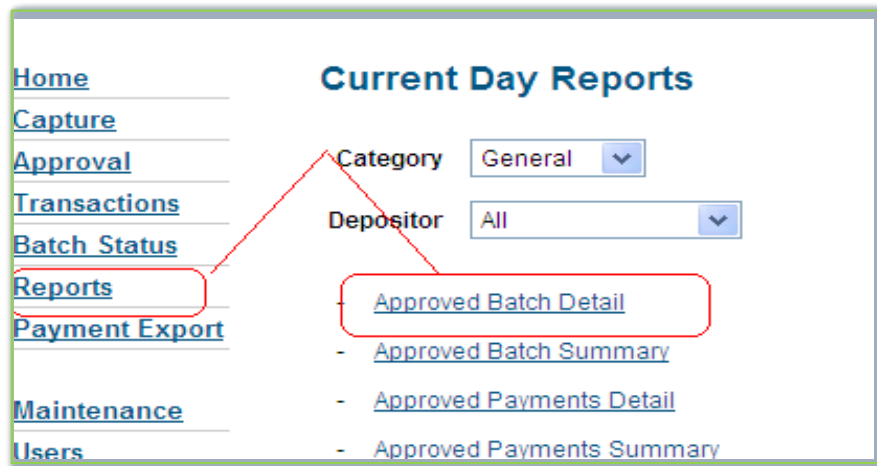 Home
Capture
Approval
Transactions
Batch Status
Reports
Payment Export
Maintenance
Users
Current Day Reports
Category General
Depositor All
- Approved Batch Detail
- Approved Batch Summary
- Approved Payments Detail
- Approved Payments Summary